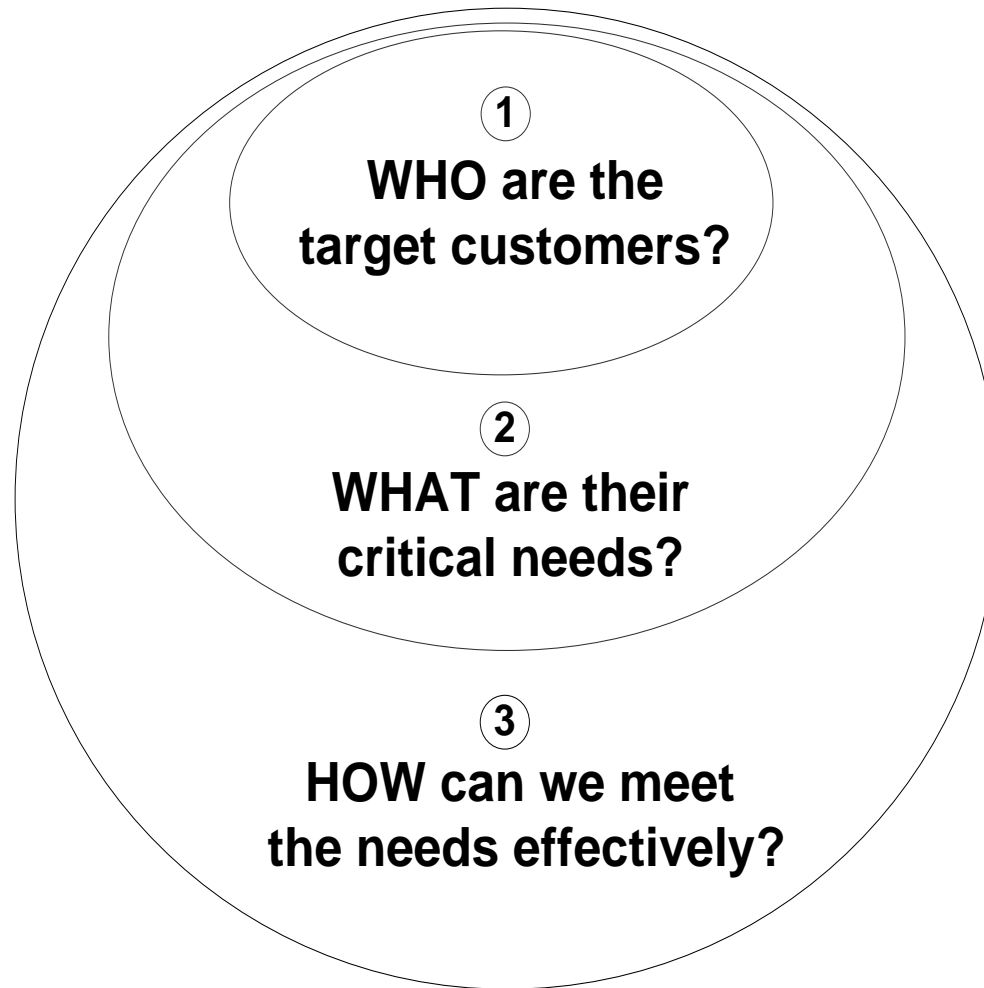 1
WHO are the
target customers?
2
WHAT are their
critical needs?
3
HOW can we meet
the needs effectively?